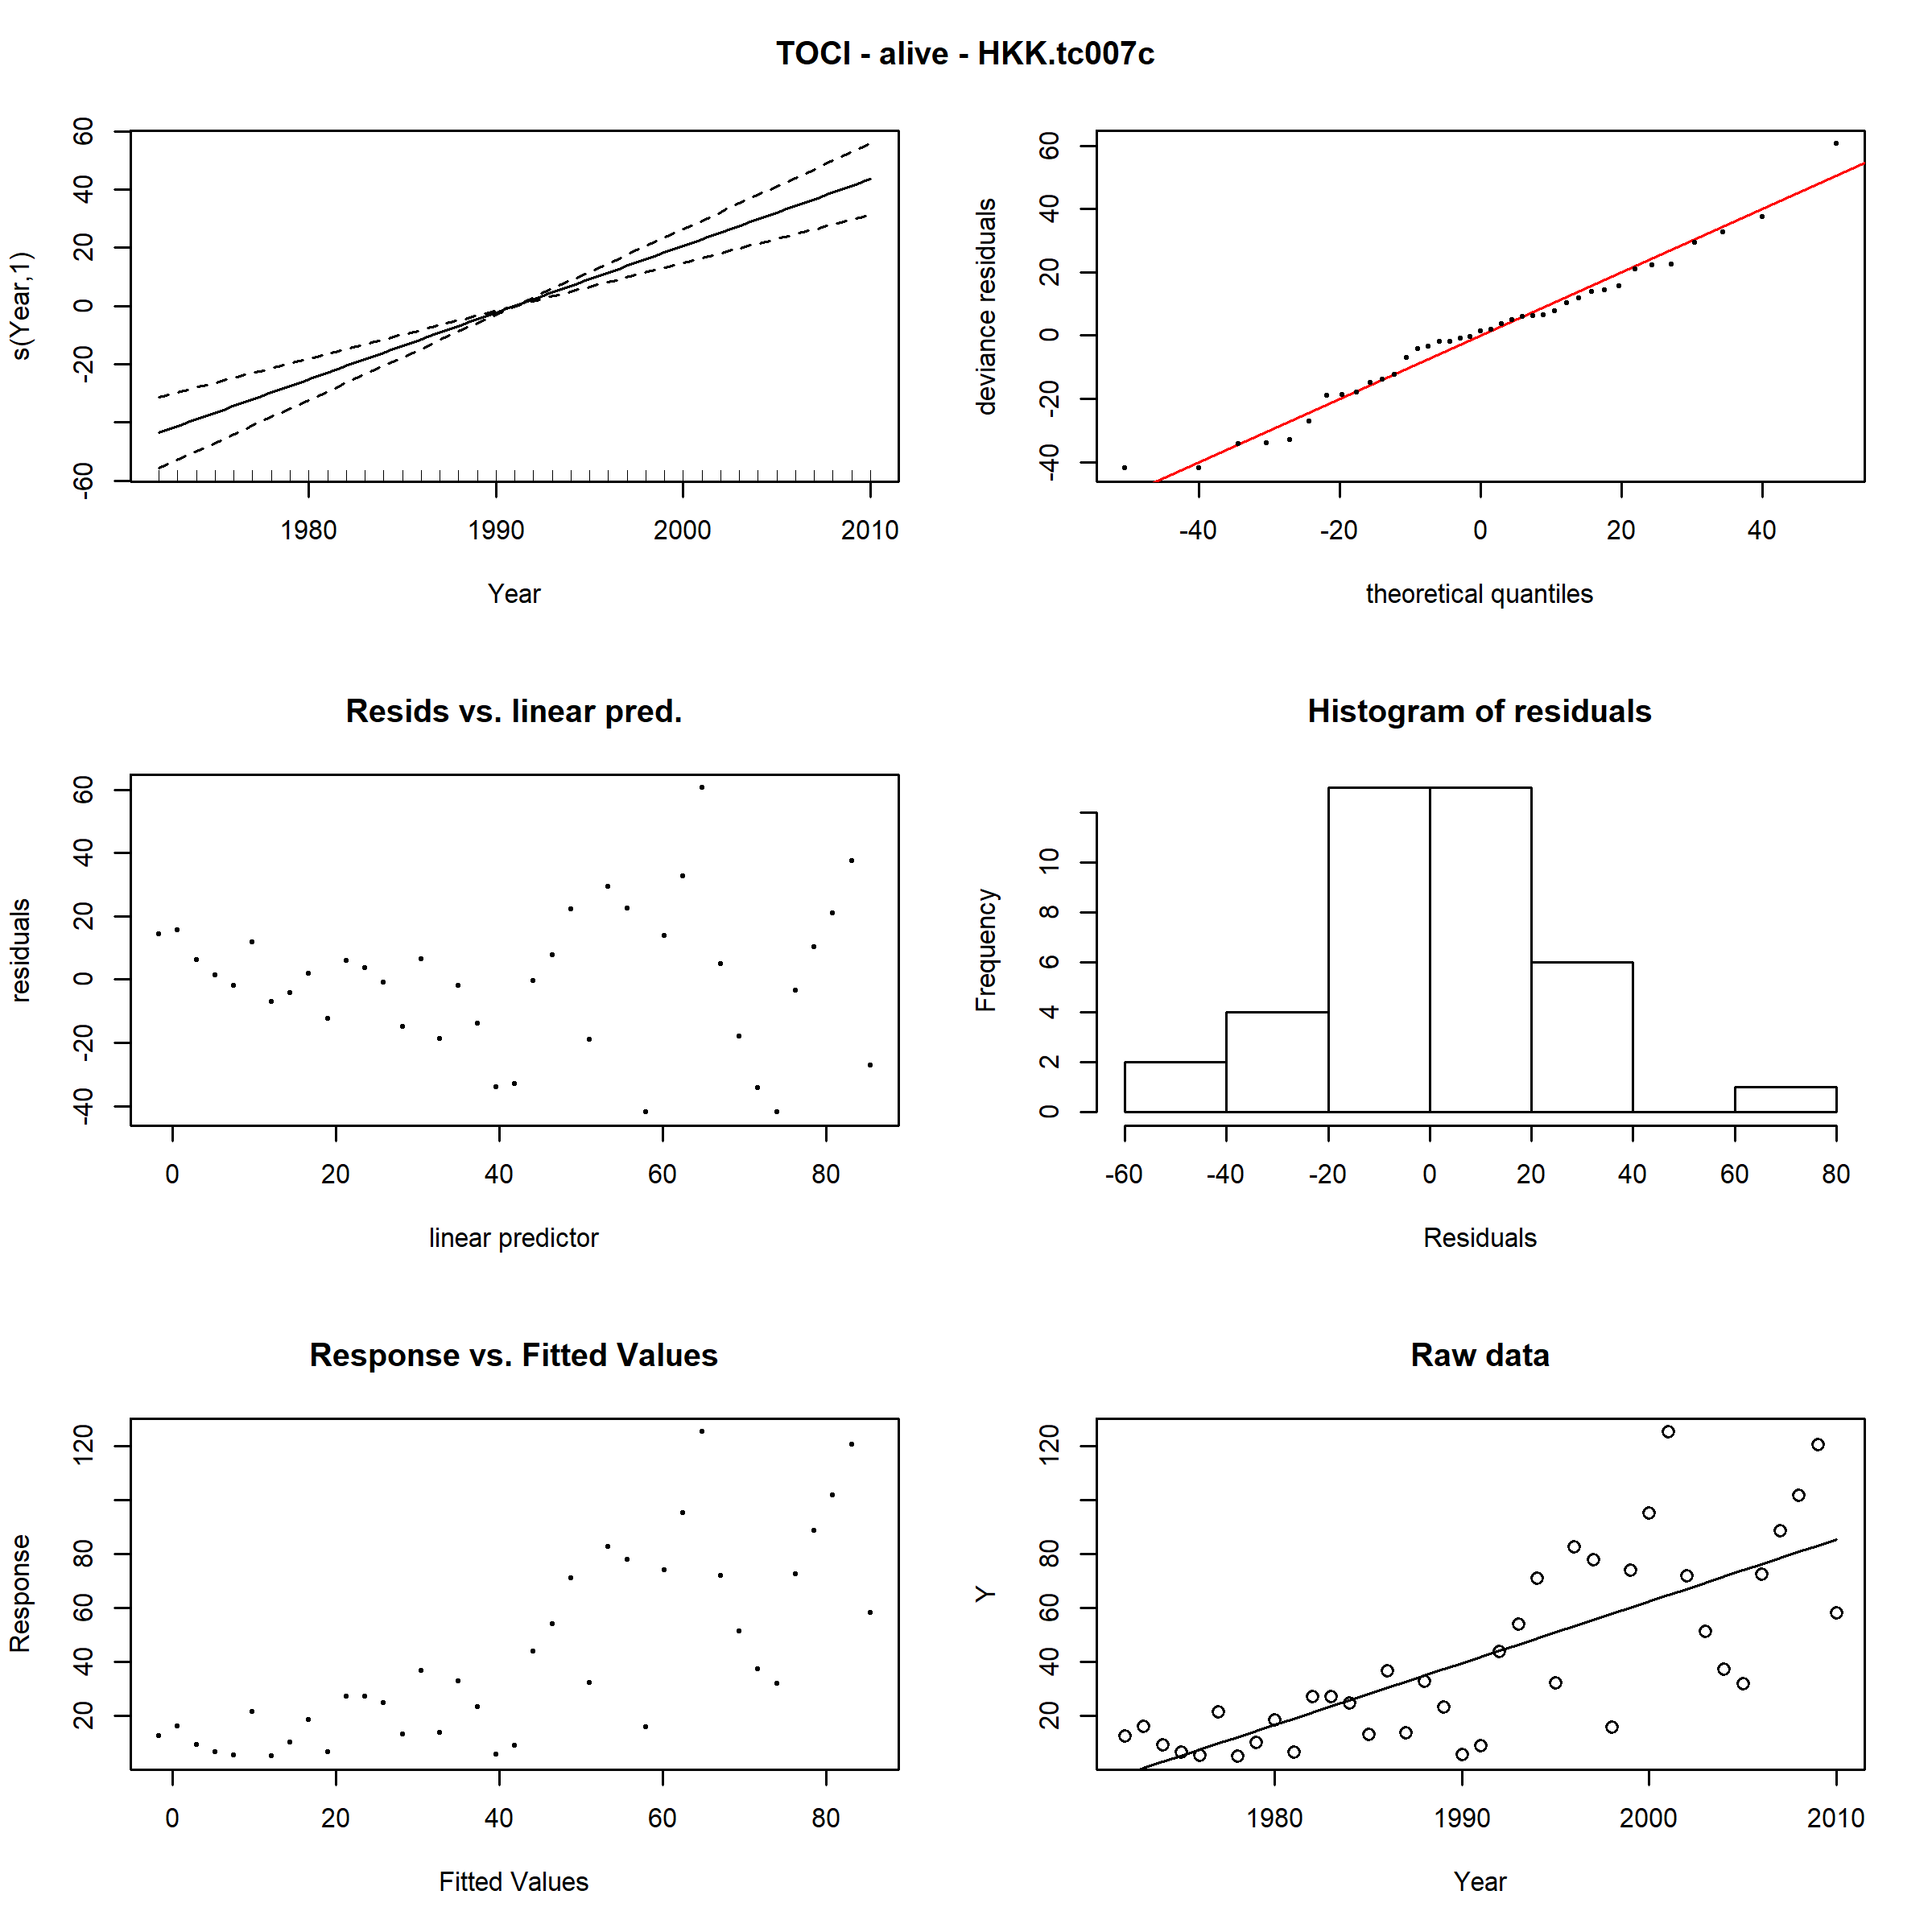 TOCI - alive - HKK.tc007c
s(Year,1)
60
40
20
0
-20
-60
1980 1990 2000 2010
Year
deviance residuals
60
40
20
0
-20
-40
-40 -20 0 20 40
theoretical quantiles
Resids vs. linear pred.
residuals
60
40
20
0
-20
-40
0 20 40 60 80
linear predictor
Histogram of residuals
Frequency
10
8
6
4
2
0
-60 -40 -20 0 20 40 60 80
Residuals
Response vs. Fitted Values
Response
120
80
60
40
20
0 20 40 60 80
Fitted Values
Raw data
Y
120
80
60
40
20
1980 1990 2000 2010
Year